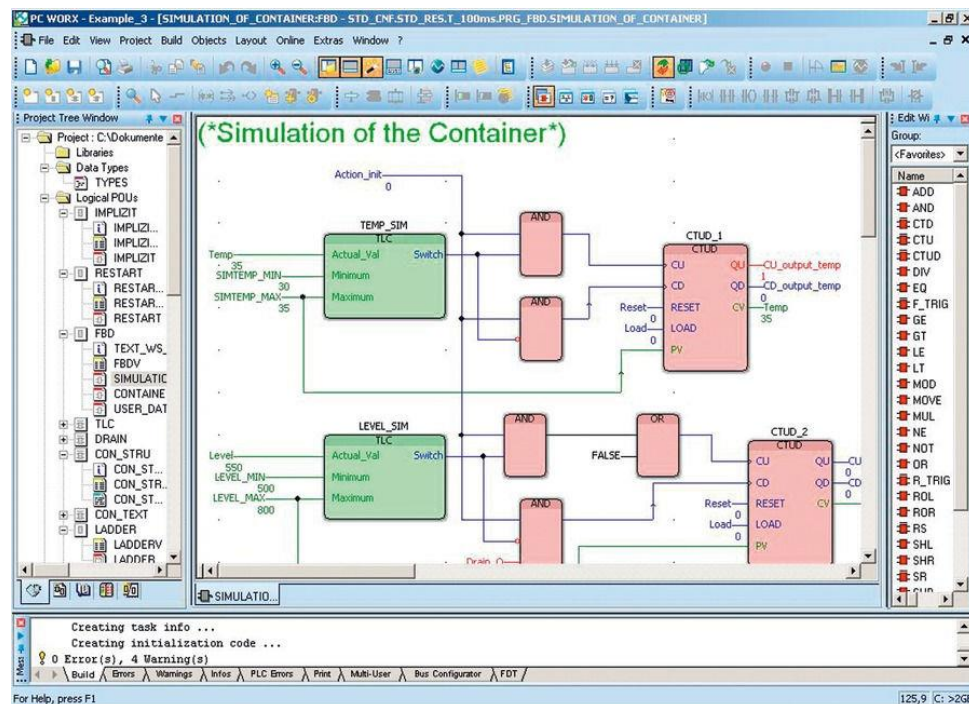 PC WORX - Example_3 - [SIMULATION_OF_CONTAINER:FBD - STD_CNF.STD_RES.T_100ms.PRG_FBD.SIMULATION_OF_CONTAINER]
File Edit View Project Build Objects Layout Online Extras Window ?
Project Tree Window
Project : C:\Dokumente
Libraries
Data Types
TYPES
Logical POUs
IMPLIZIT
IMPLIZI...
IMPLIZI...
IMPLIZIT
RESTART
RESTAR...
RESTAR...
RESTART
FBD
TEXT_WS_
FBDV
SIMULATIC
CONTAINE
USER_DAT
TLC
DRAIN
CON_STRU
CON_ST...
CON_STR...
CON_ST...
CON_TEXT
LADDER
LADDERV
LADDER
(*Simulation of the Container*)
Action_init
0
TEMP_SIM
TLC
Temp
35
Actual_Val
Switch
SIMTEMP_MIN
30
Minimum
SIMTEMP_MAX
35
Maximum
AND
AND
CTUD_1
CTUD
CU
QU
CU_output_temp
1
CD
QD
CD_output_temp
0
Reset
0
RESET
CV
Temp
35
Load
0
LOAD
PV
LEVEL_SIM
TLC
Level
550
Actual_Val
Switch
LEVEL_MIN
500
Minimum
LEVEL_MAX
800
Maximum
AND
OR
FALSE
AND
Drain_O
CTUD_2
CTUD
CU
QU
CU
0
CD
QD
CD
0
Reset
0
RESET
CV
Load
0
LOAD
PV
SIMULATIO...
Edit Wi
Group:
<Favorites>
Name
ADD
AND
CTD
CTU
CTUD
DIV
EQ
F_TRIG
GE
GT
LE
LT
MOD
MOVE
MUL
NE
NOT
OR
R_TRIG
ROL
ROR
RS
SHL
SHR
SR
SUB
Mess
Creating task info ...
Creating initialization code ...
0 Error(s), 4 Warning(s)
Build Errors Warnings Infos PLC Errors Print Multi-User Bus Configurator FDT
For Help, press F1
125,9 C: >2GB